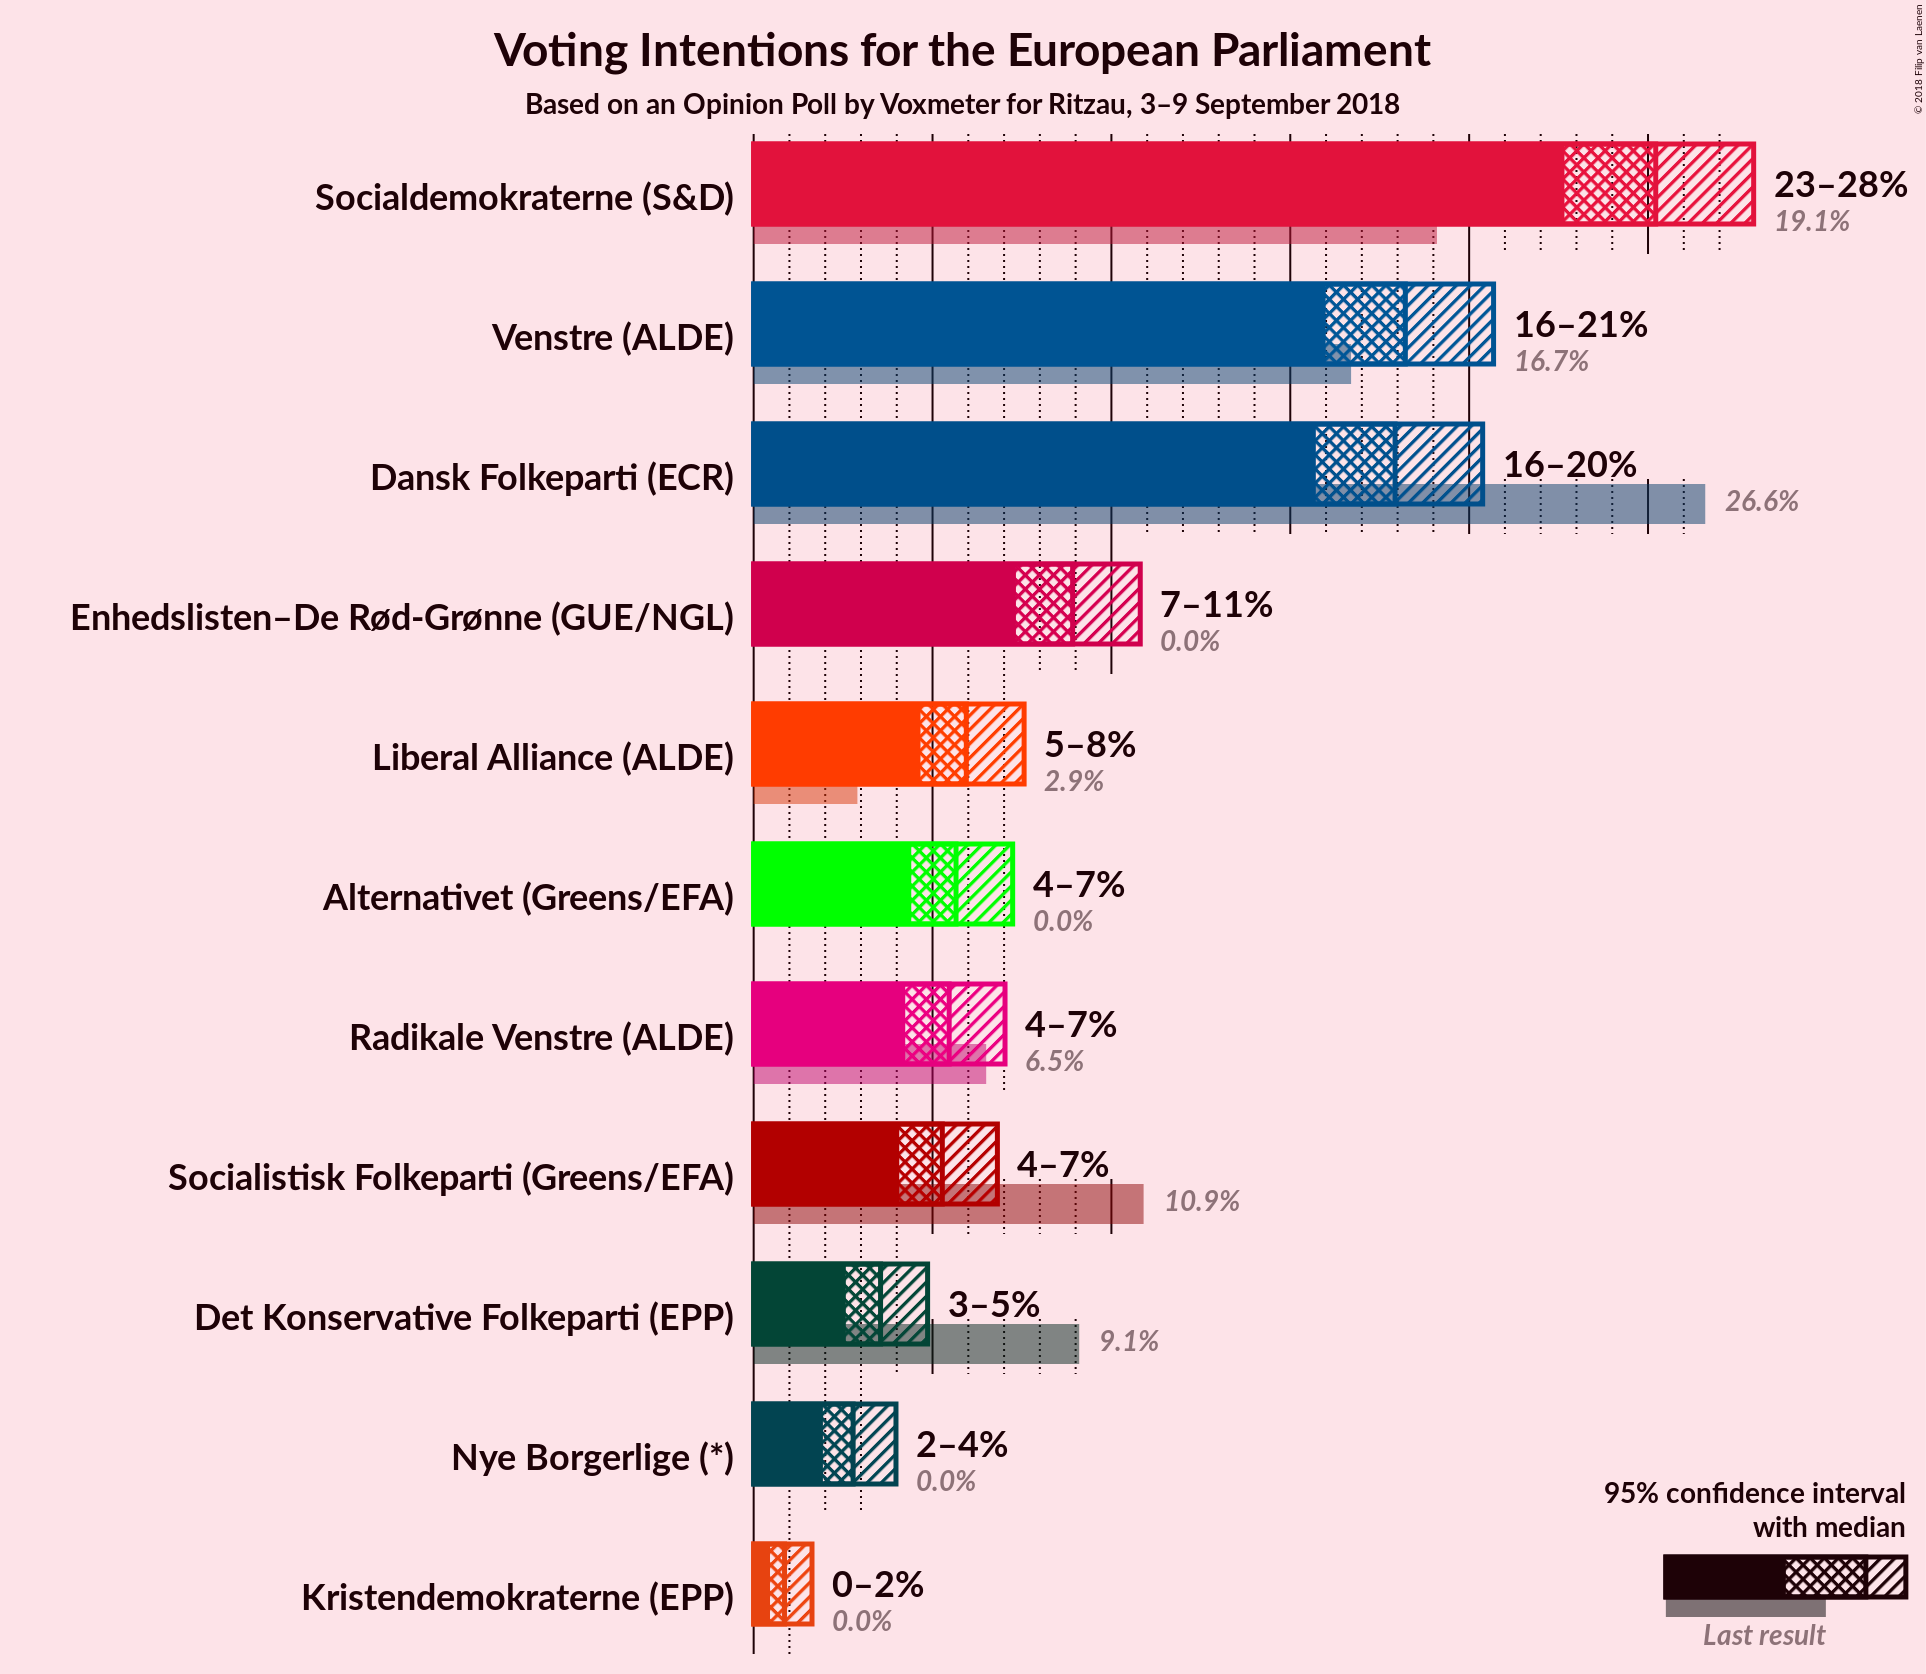 Voting Intentions for the European Parliament
Based on an Opinion Poll by Voxmeter for Ritzau, 3–9 September 2018
© 2018 Filip van Laenen
Socialdemokraterne (S&D)
23–28%
19.1%
Venstre (ALDE)
16–21%
16.7%
Dansk Folkeparti (ECR)
16–20%
26.6%
Enhedslisten–De Rød-Grønne (GUE/NGL)
7–11%
0.0%
Liberal Alliance (ALDE)
5–8%
2.9%
Alternativet (Greens/EFA)
4–7%
0.0%
Radikale Venstre (ALDE)
4–7%
6.5%
Socialistisk Folkeparti (Greens/EFA)
4–7%
10.9%
Det Konservative Folkeparti (EPP)
3–5%
9.1%
Nye Borgerlige (*)
2–4%
0.0%
Kristendemokraterne (EPP)
0–2%
0.0%
95% confidence interval
with median
Last result